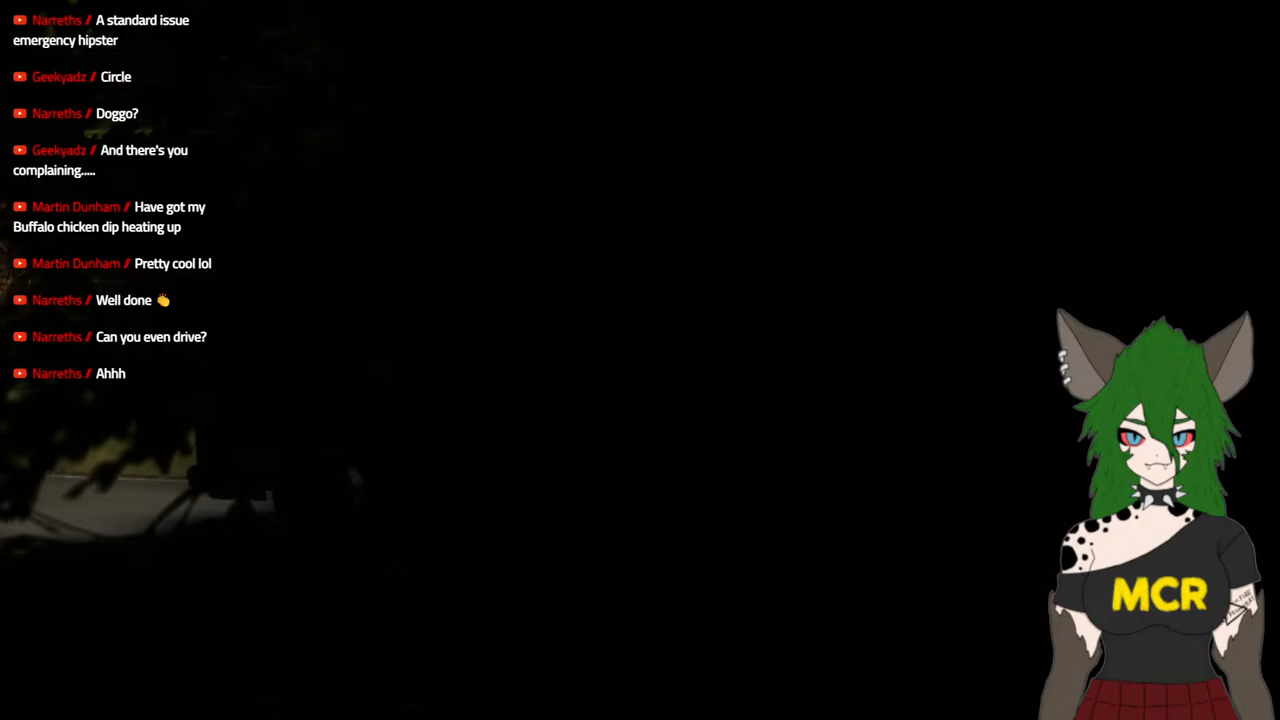 Narreths // A standard issue
emergency hipster
Geekyadz // Circle
Narreths // Doggo?
Geekyadz // And there's you
complaining.....
Martin Dunham // Have got my
Buffalo chicken dip heating up
Martin Dunham // Pretty cool lol
Narreths // Well done 👏
Narreths // Can you even drive?
Narreths // Ahhh
MCR